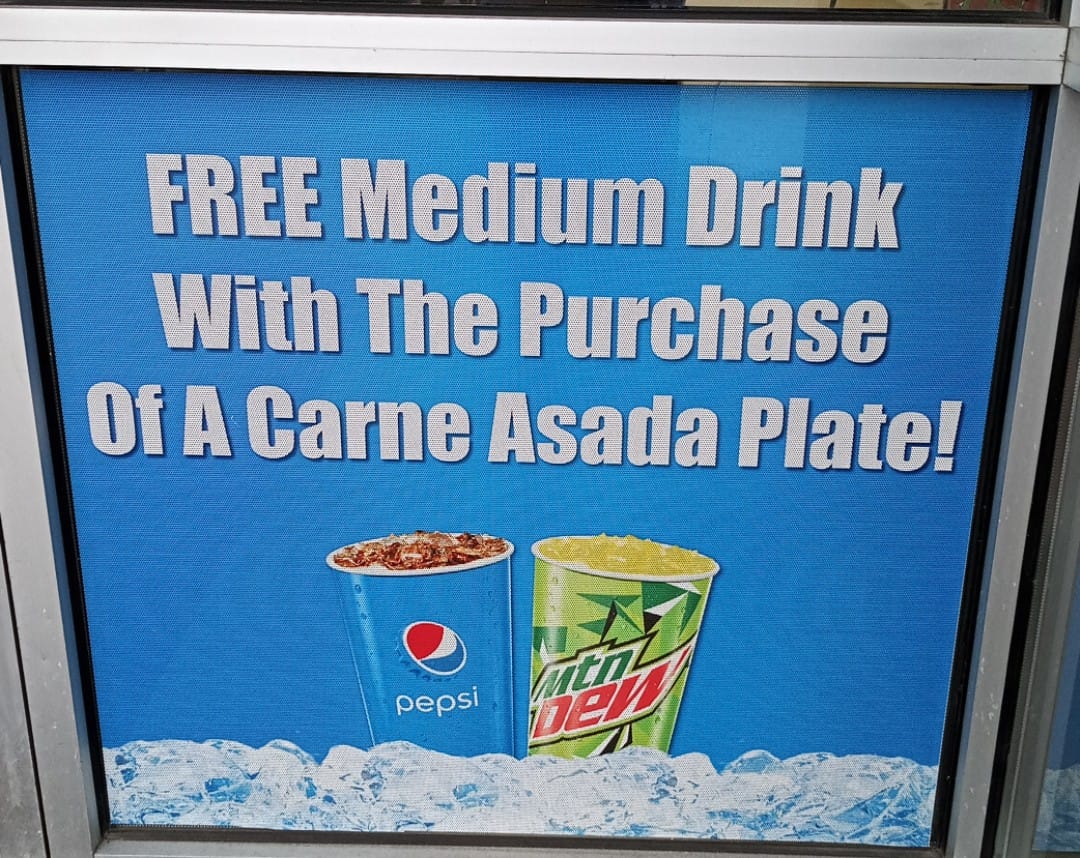 FREE Medium Drink
With The Purchase
Of A Carne Asada Plate!
pepsi
Mtn
Dew